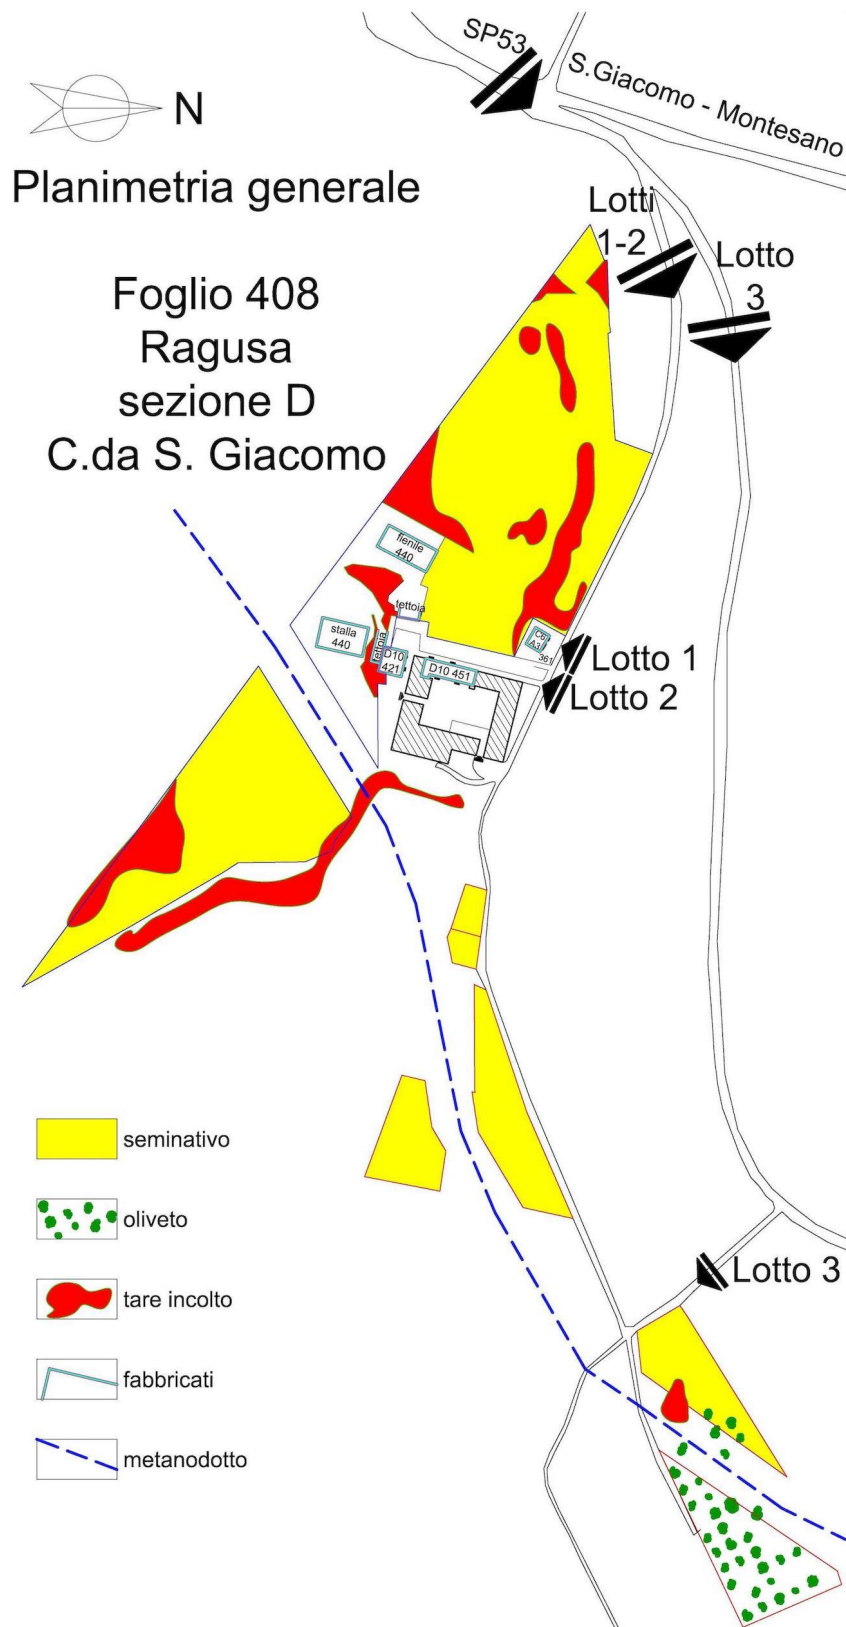 SP53
S.Giacomo - Montesano
N
Planimetria generale
Lotti
1-2
Lotto
3
Foglio 408
Ragusa
sezione D
C.da S. Giacomo
fienile
440
tettoia
stalla
440
tettoia
D10
421
D10 451
C6
A3
361
Lotto 1
Lotto 2
seminativo
oliveto
Lotto 3
tare incolto
fabbricati
metanodotto